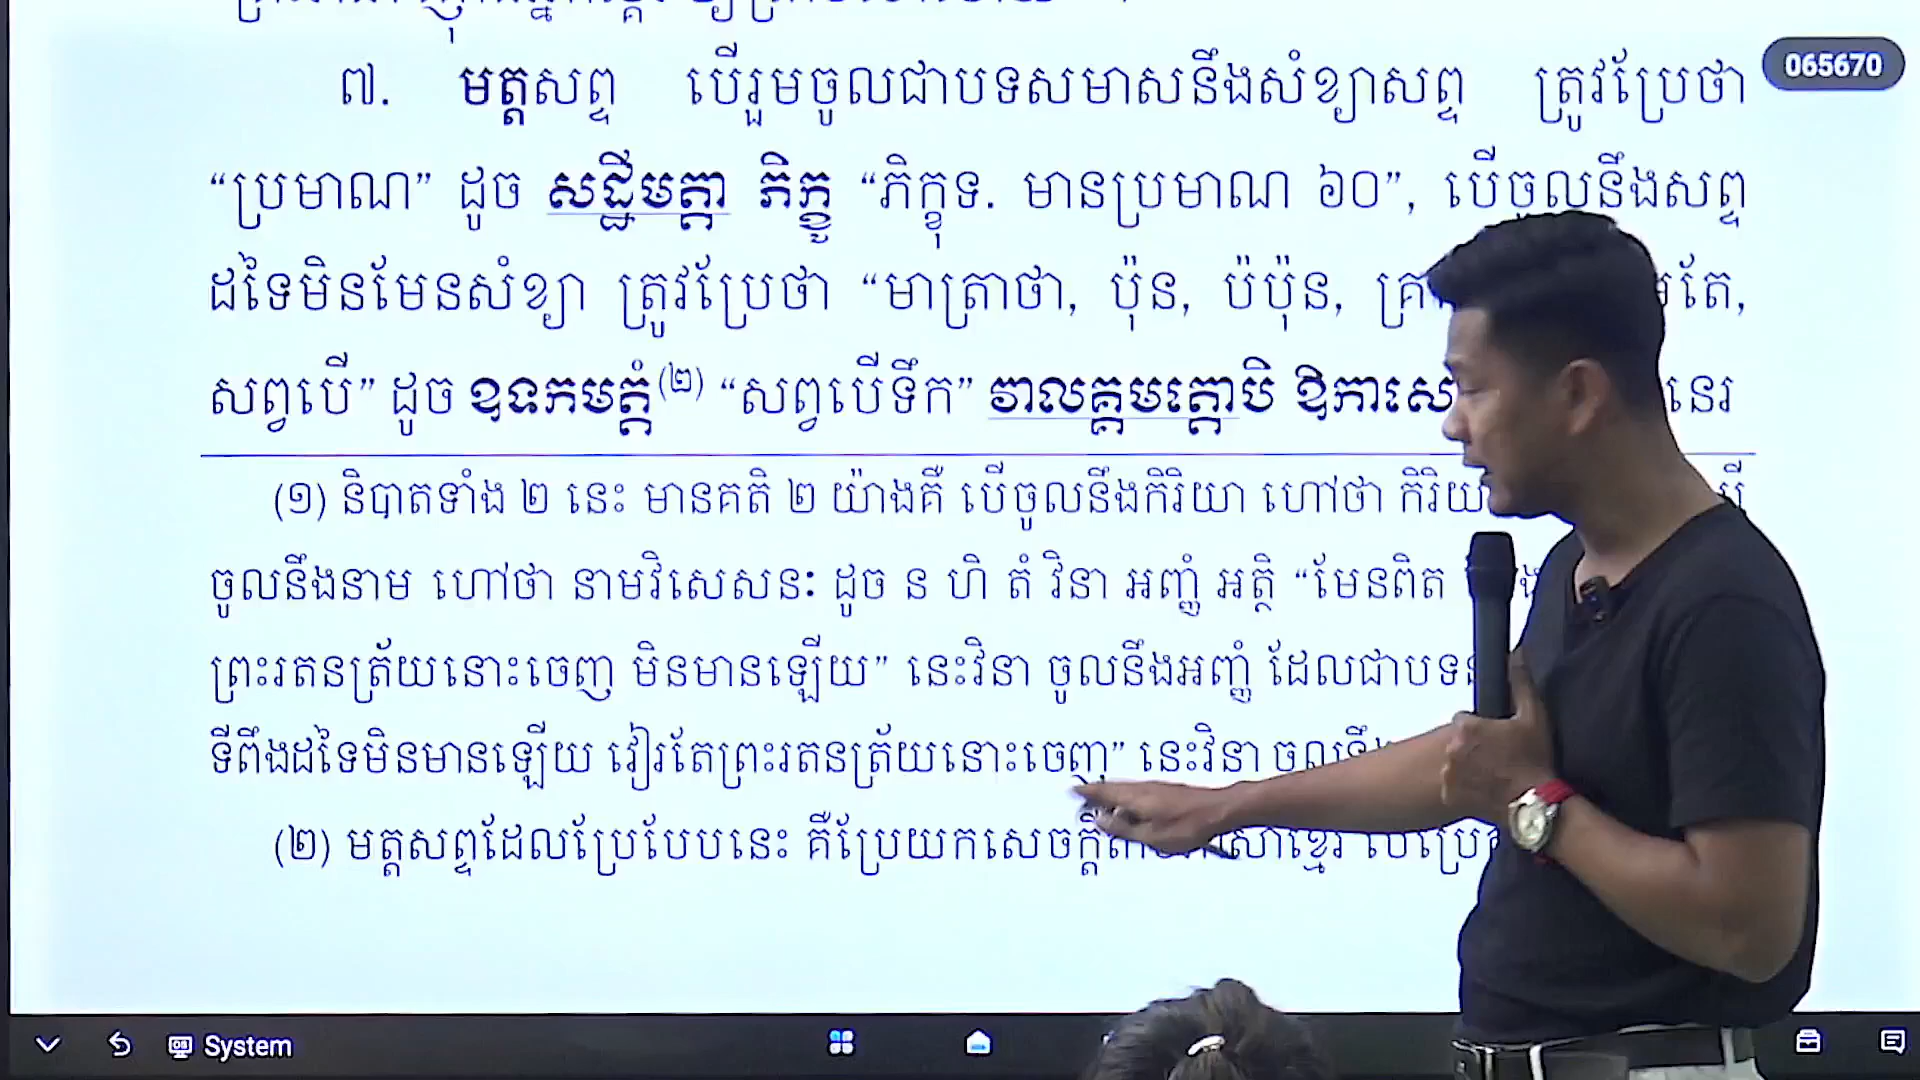 065670
៧. មត្តសព្ទ បើរួមចូលជាបទសមាសនឹងសំខ្យាសព្ទ ត្រូវប្រែថា
“ប្រមាណ” ដូច សដ្ឋីមត្តា ភិក្ខូ “ភិក្ខុទ. មានប្រមាណ ៦០”, បើចូលនឹងសព្ទ
ដទៃមិនមែនសំខ្យា ត្រូវប្រែថា “មាត្រាថា, ប៉ុន, ប៉ប៉ុន,
សព្វបើ” ដូច ឧទកមត្តំ(២) “សព្វបើទឹក” វាលគ្គមត្តោបិ
(១) និបាតទាំង ២ នេះ មានគតិ ២ យ៉ាងគឺ បើចូលនឹងកិរិយា ហៅថា
ចូលនឹងនាម ហៅថា នាមវិសេសនៈ ដូច ន ហិ តំ វិនា អញ្ញំ អត្ថិ “មែនពិត
ព្រះរតនត្រ័យនោះចេញ មិនមានឡើយ” នេះវិនា ចូលនឹងអញ្ញំ
ទីពឹងដទៃមិនមានឡើយ វៀរតែព្រះរតនត្រ័យនោះចេញ” នេះវិនា
(២) មត្តសព្ទដែលប្រែបែបនេះ គឺប្រែយកសេចក្តី
System